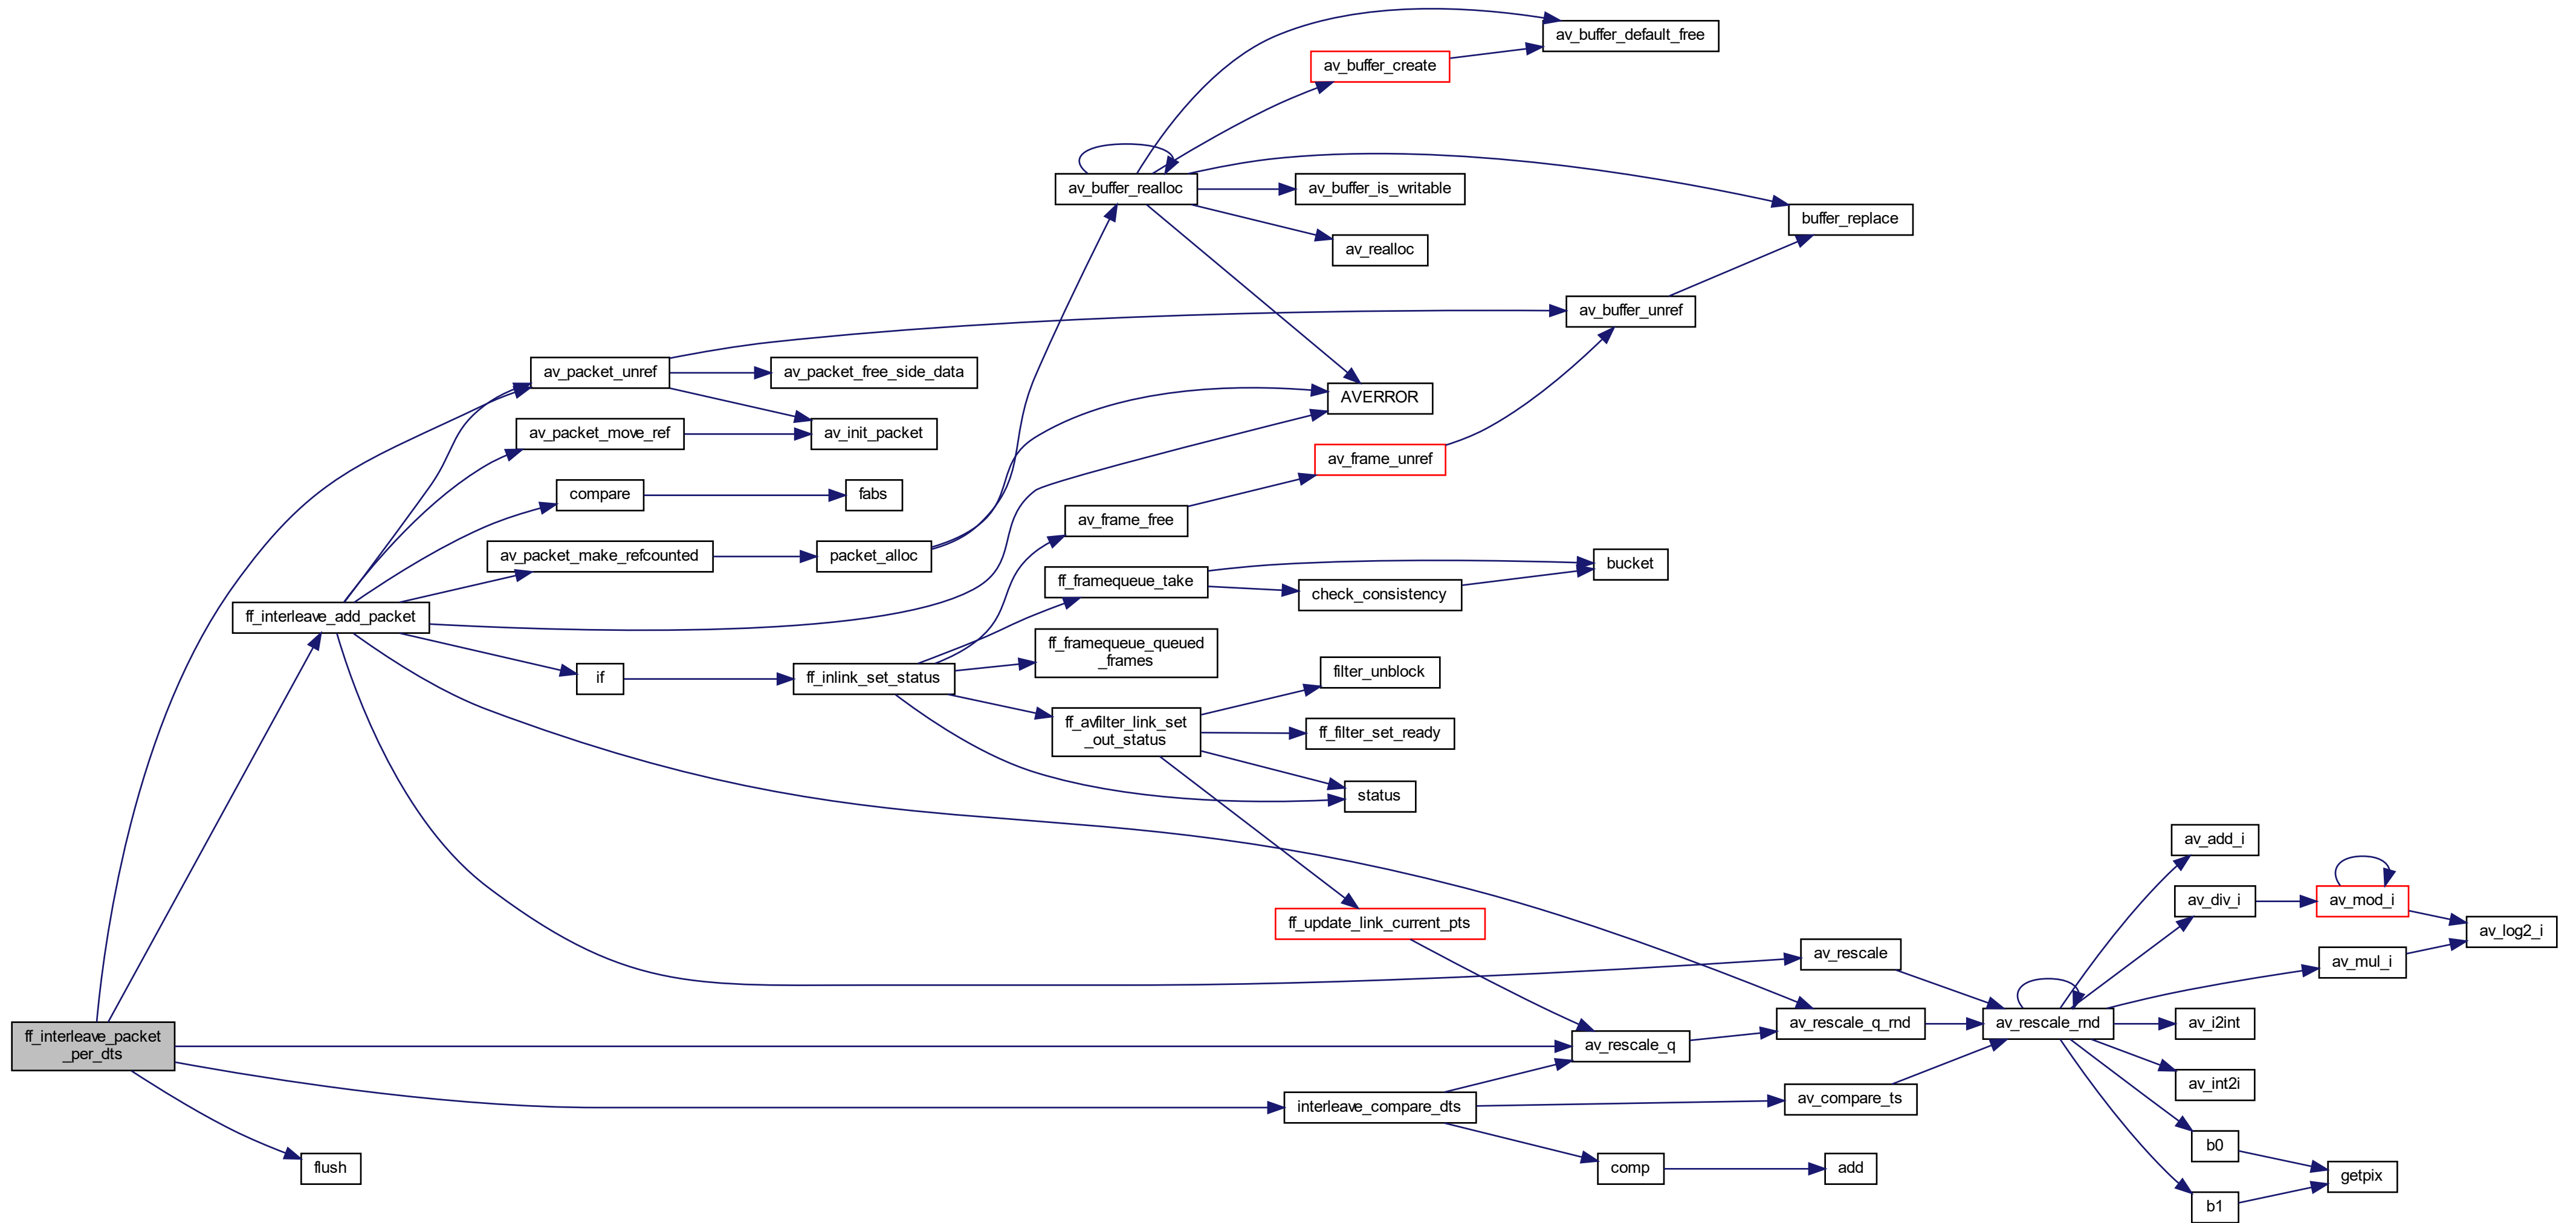 av_buffer_default_free
av_buffer_create
av_buffer_realloc
av_buffer_is_writable
buffer_replace
av_realloc
av_buffer_unref
av_packet_unref
av_packet_free_side_data
AVERROR
av_packet_move_ref
av_init_packet
av_frame_unref
compare
fabs
av_frame_free
av_packet_make_refcounted
packet_alloc
bucket
ff_framequeue_take
check_consistency
ff_interleave_add_packet
ff_framequeue_queued
_frames
if
ff_inlink_set_status
filter_unblock
ff_avfilter_link_set
_out_status
ff_filter_set_ready
status
av_add_i
av_div_i
av_mod_i
ff_update_link_current_pts
av_log2_i
av_rescale
av_mul_i
ff_interleave_packet
_per_dts
av_rescale_q
av_rescale_q_rnd
av_rescale_rnd
av_i2int
av_int2i
interleave_compare_dts
av_compare_ts
b0
flush
comp
add
getpix
b1